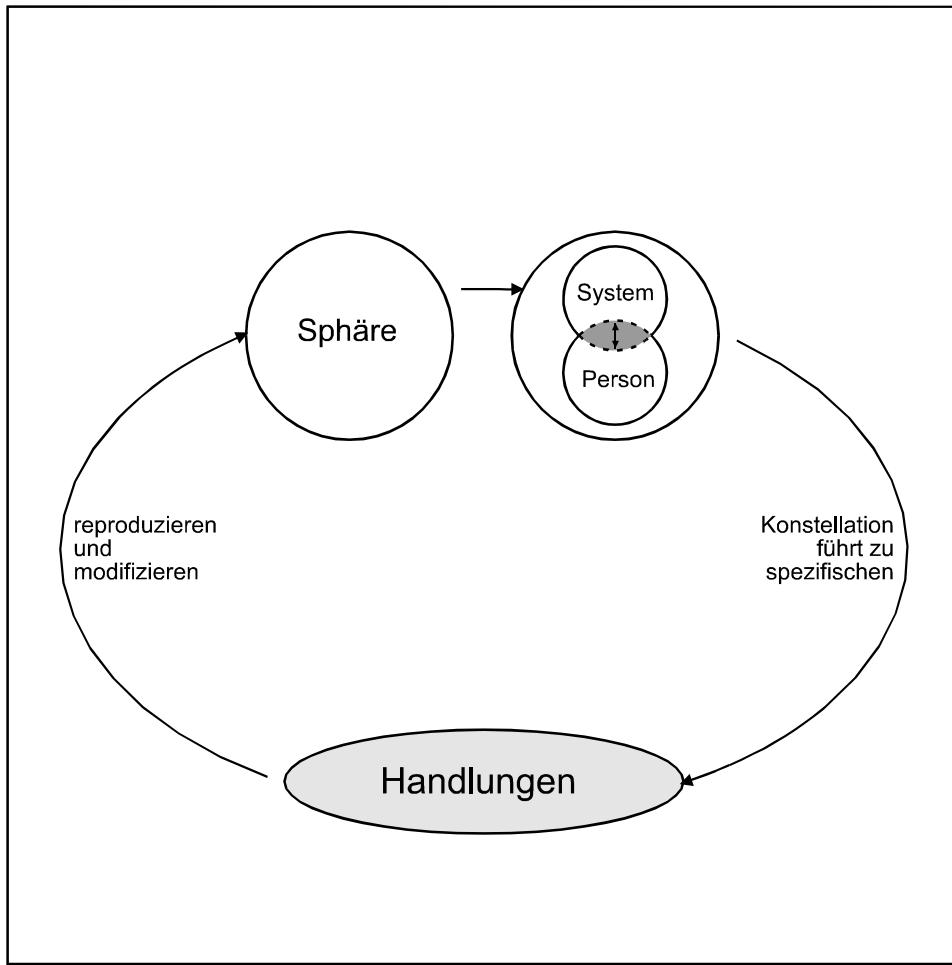 Sphäre
System
Person
reproduzieren
und
modifizieren
Konstellation
führt zu
spezifischen
Handlungen